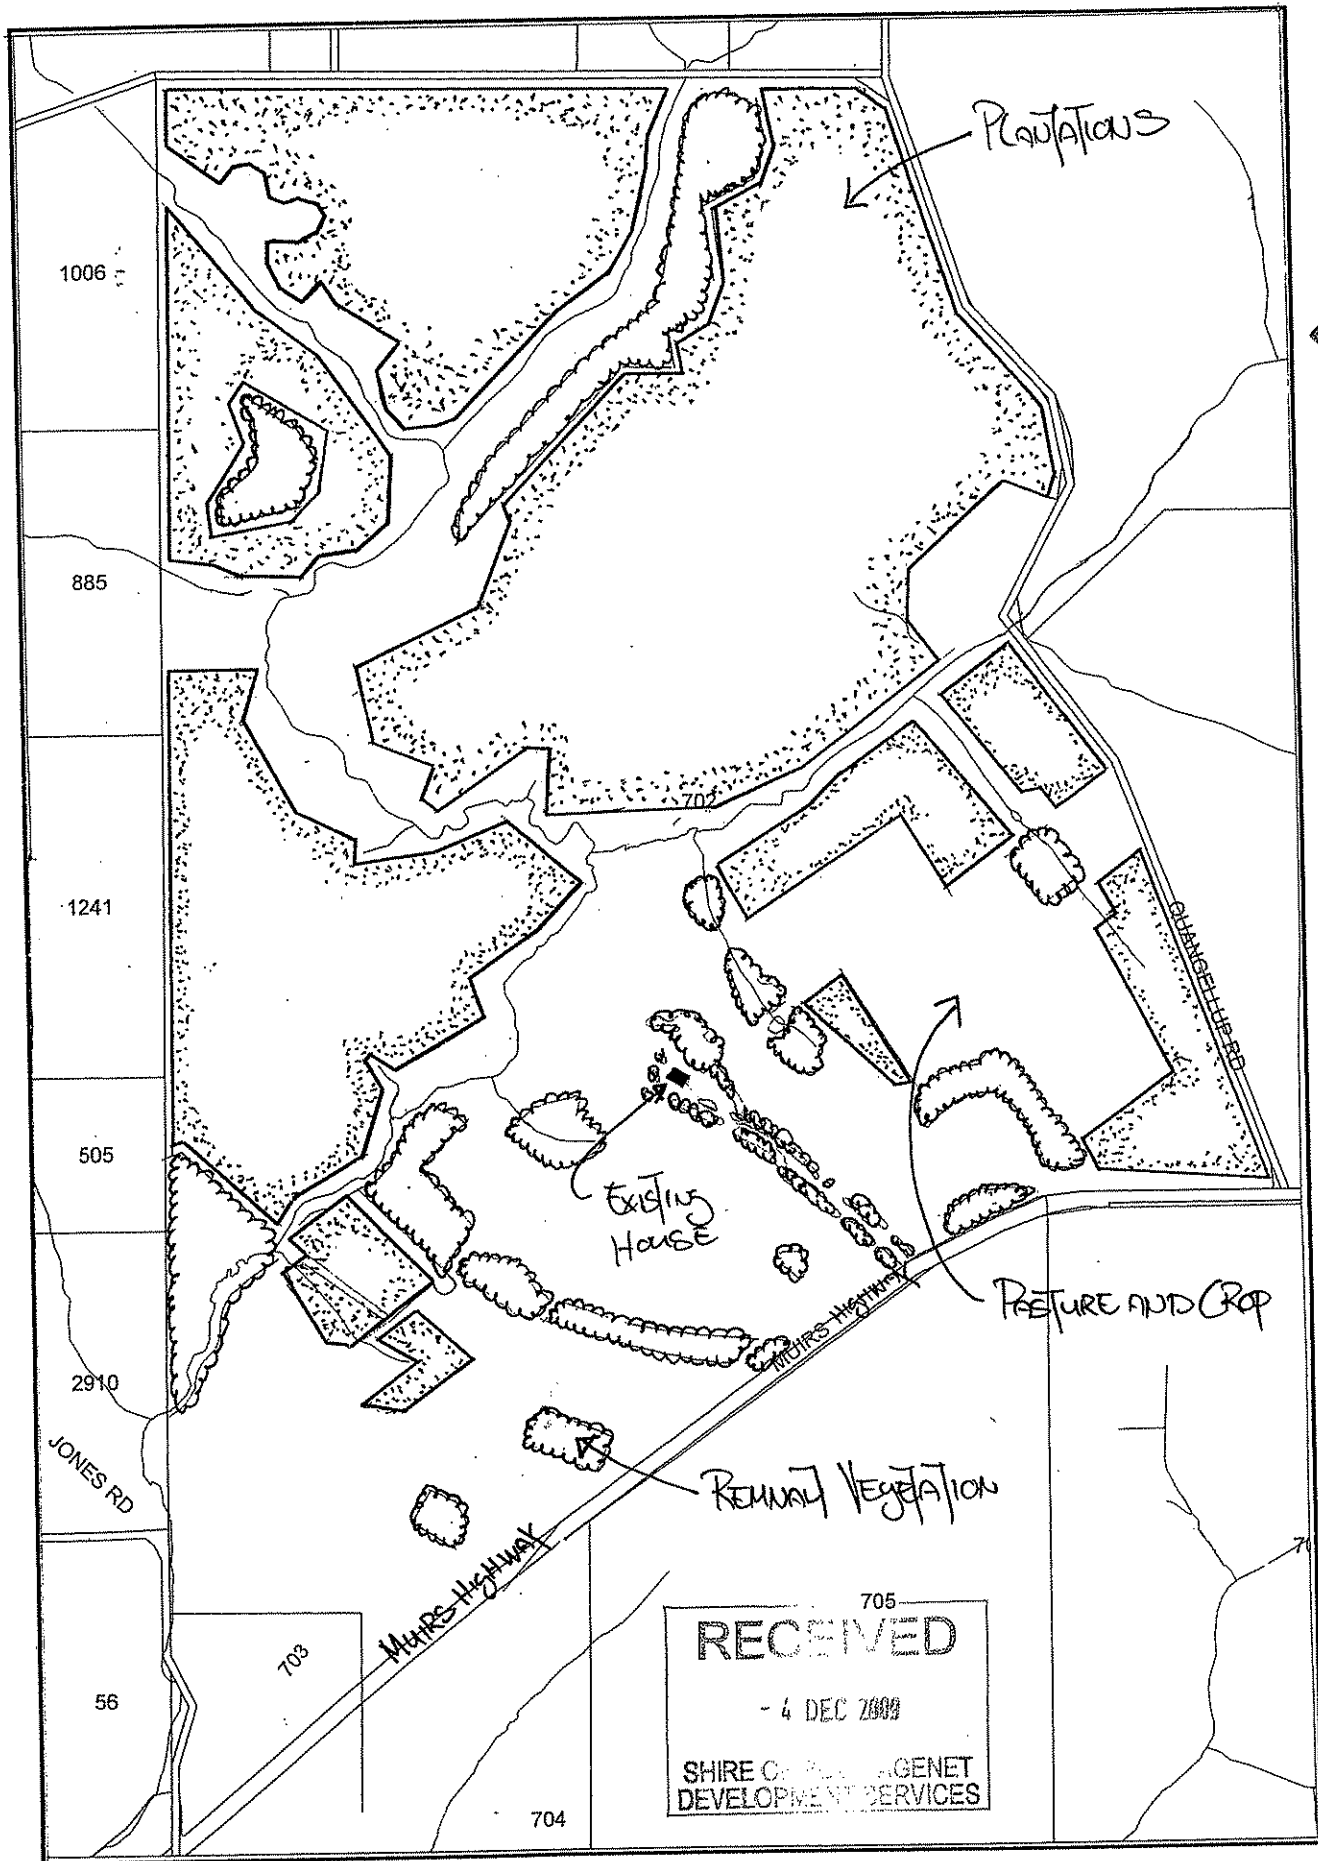 PLANTATIONS
1006
885
702
1241
QUANGELLUP RD
505
EXISTING
HOUSE
MUIRS HIGHWAY
PASTURE AND CROP
2910
JONES RD
REMNANT VEGETATION
MUIRS HIGHWAY
705
703
RECEIVED
- 4 DEC 2009
56
SHIRE
DEVELOPMENT SERVICES
704